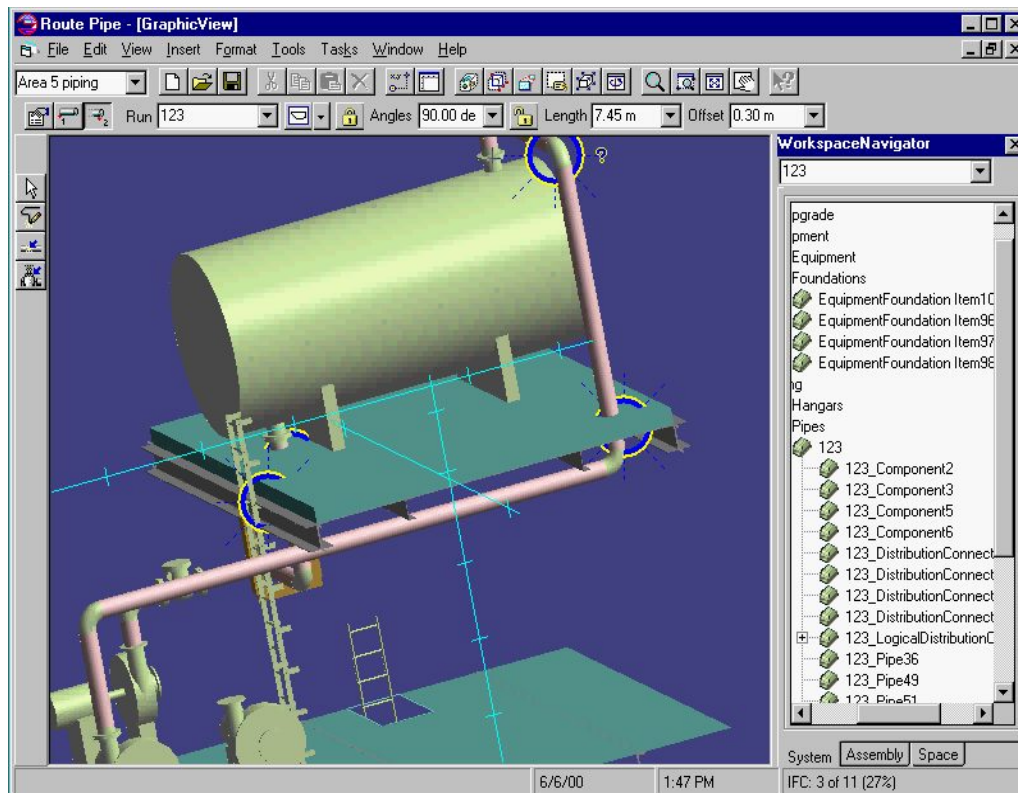 Route Pipe - [GraphicView]
File Edit View Insert Format Tools Tasks Window Help
Area 5 piping
Run 123 Angles 90.00 de Length 7.45 m Offset 0.30 m
WorkspaceNavigator
123
pgrade
pment
Equipment
Foundations
EquipmentFoundation Item10
EquipmentFoundation Item96
EquipmentFoundation Item97
EquipmentFoundation Item98
ng
Hangars
Pipes
123
123_Component2
123_Component3
123_Component5
123_Component6
123_DistributionConnect
123_DistributionConnect
123_DistributionConnect
123_DistributionConnect
123_LogicalDistributionC
123_Pipe36
123_Pipe49
123_Pipe51
System Assembly Space
6/6/00 1:47 PM IFC: 3 of 11 (27%)